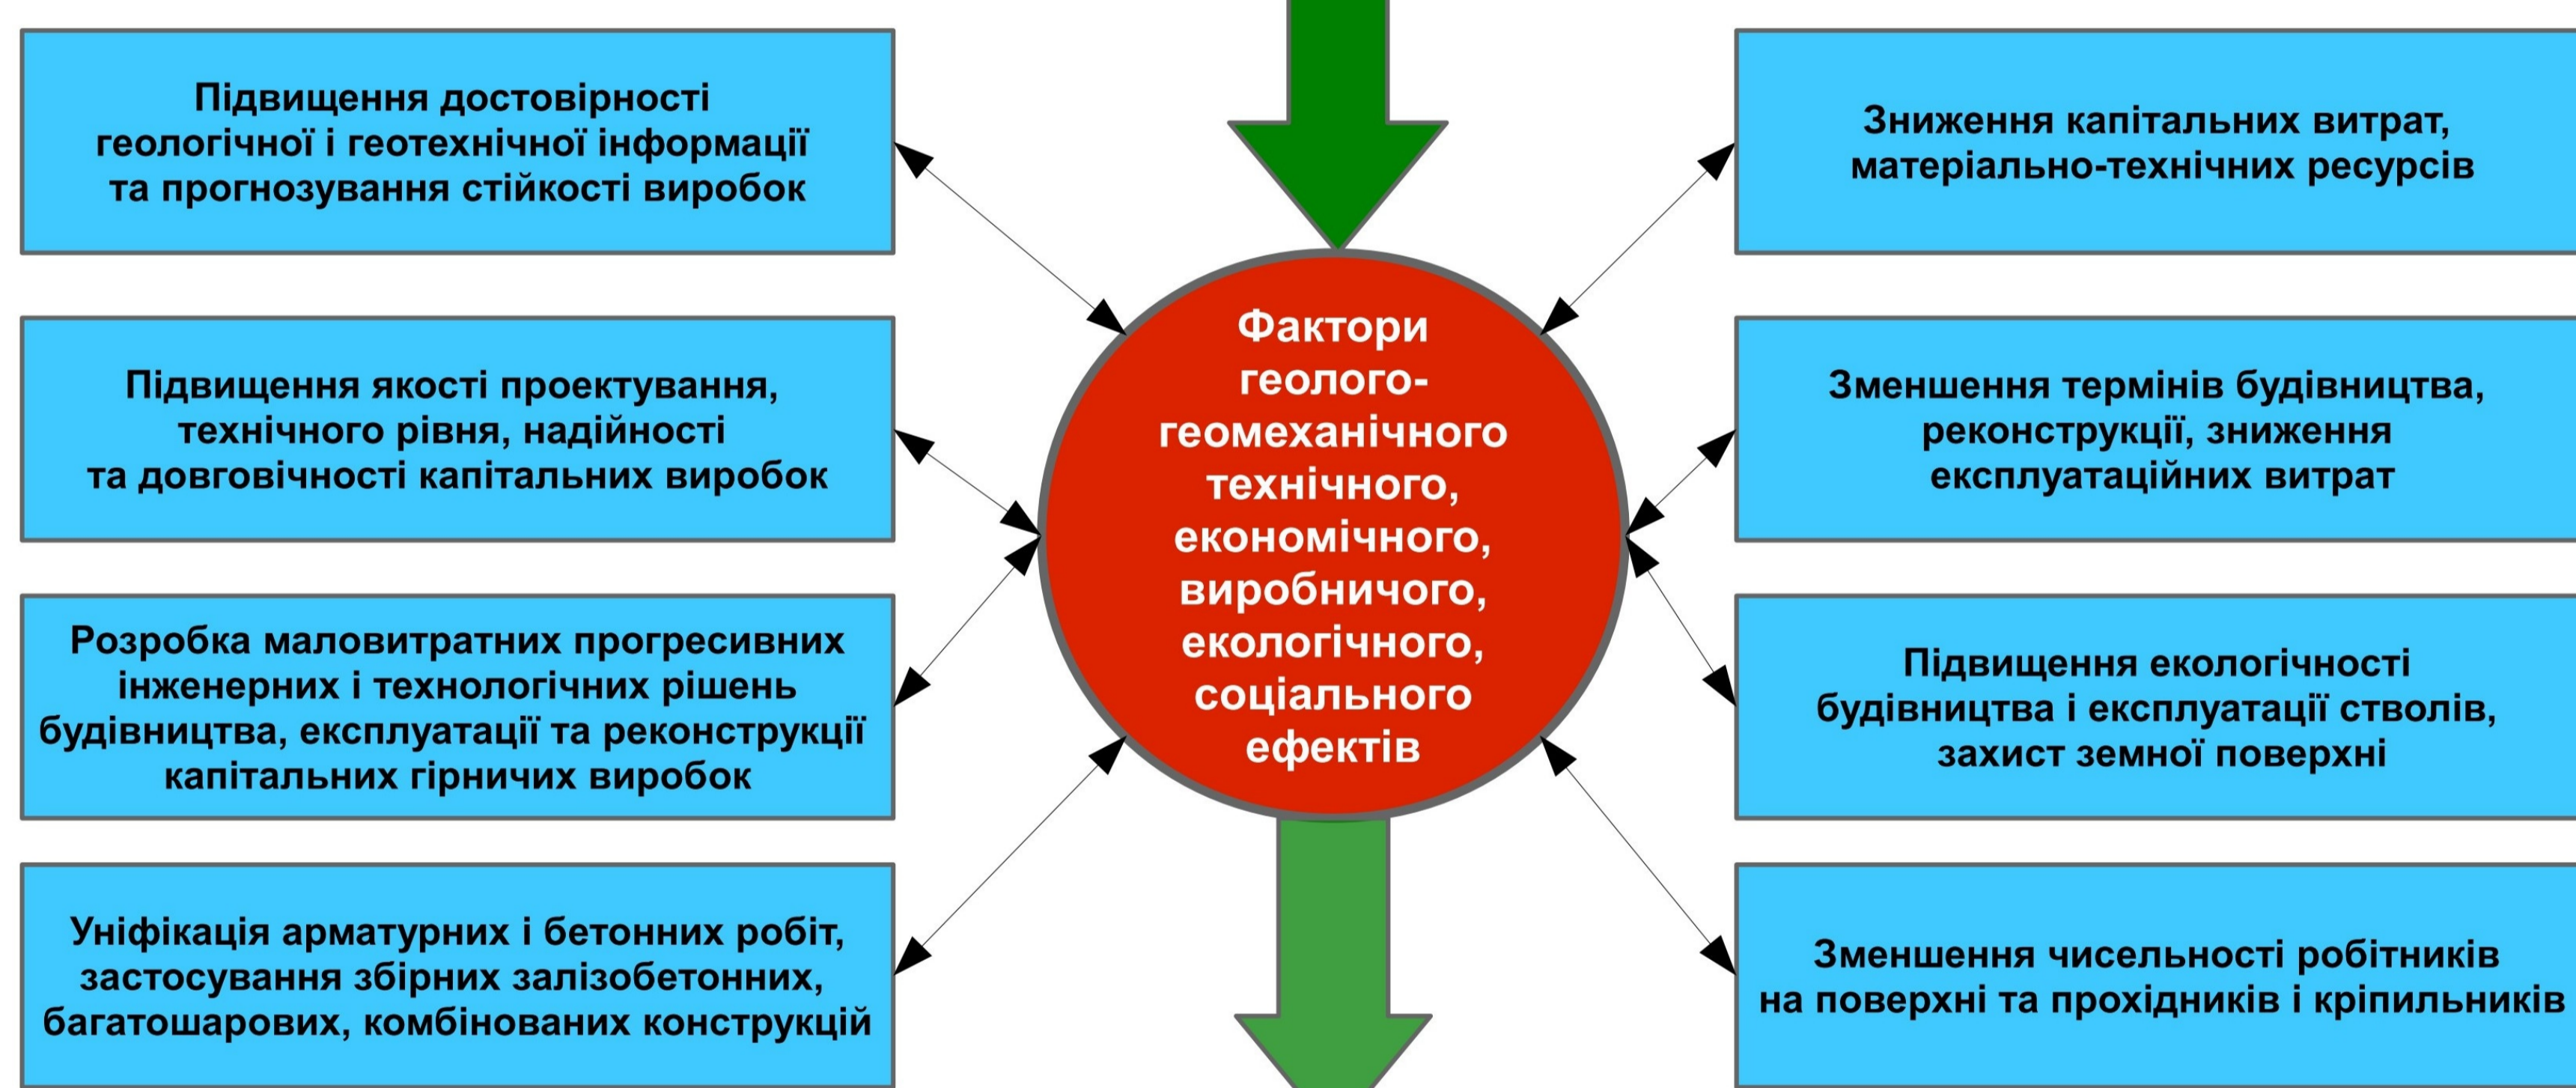 Підвищення достовірності
геологічної і геотехнічної інформації
та прогнозування стійкості виробок
Підвищення якості проектування,
технічного рівня, надійності
та довговічності капітальних виробок
Розробка маловитратних прогресивних
інженерних і технологічних рішень
будівництва, експлуатації та реконструкції
капітальних гірничих виробок
Уніфікація арматурних і бетонних робіт,
застосування збірних залізобетонних,
багатошарових, комбінованих конструкцій
Фактори
геолого-
геомеханічного
технічного,
економічного,
виробничого,
екологічного,
соціального
ефектів
Зниження капітальних витрат,
матеріально-технічних ресурсів
Зменшення термінів будівництва,
реконструкції, зниження
експлуатаційних витрат
Підвищення екологічності
будівництва і експлуатації стволів,
захист земної поверхні
Зменшення чисельності робітників
на поверхні та прохідників і кріпильників